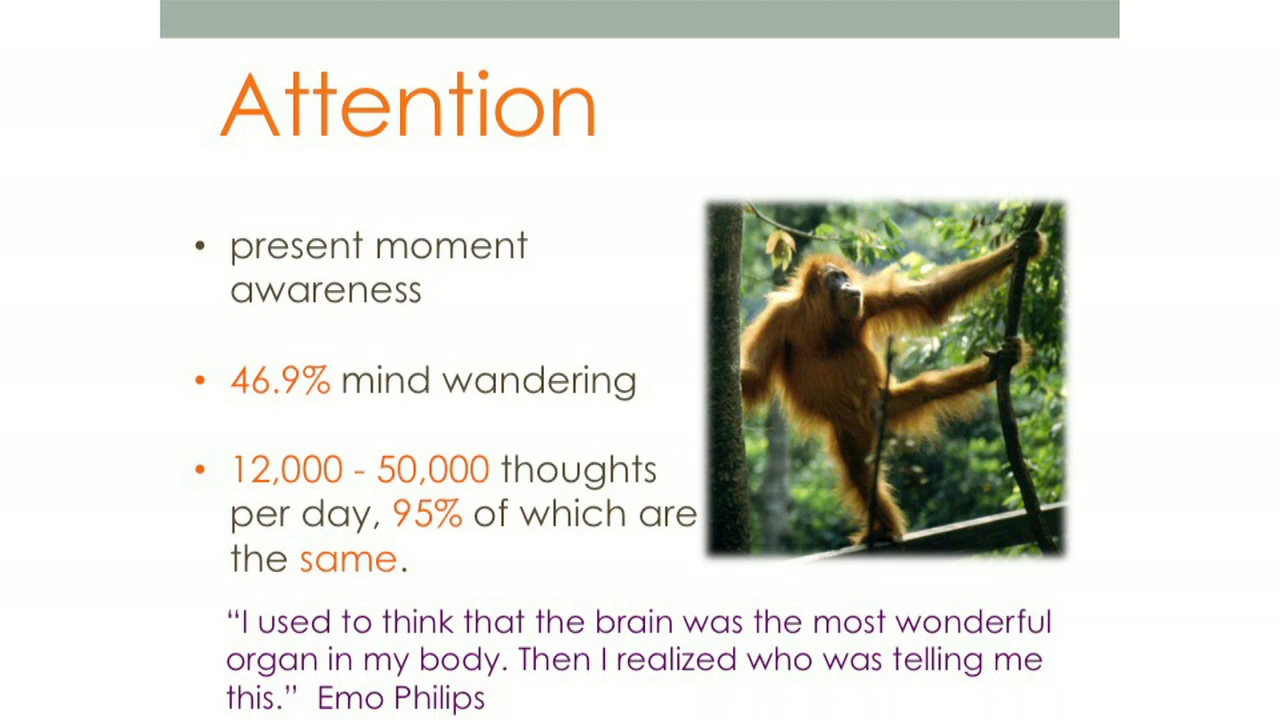 Attention
• present moment
awareness
• 46.9% mind wandering
• 12,000 - 50,000 thoughts
per day, 95% of which are
the same.
“I used to think that the brain was the most wonderful
organ in my body. Then I realized who was telling me
this.” Emo Philips